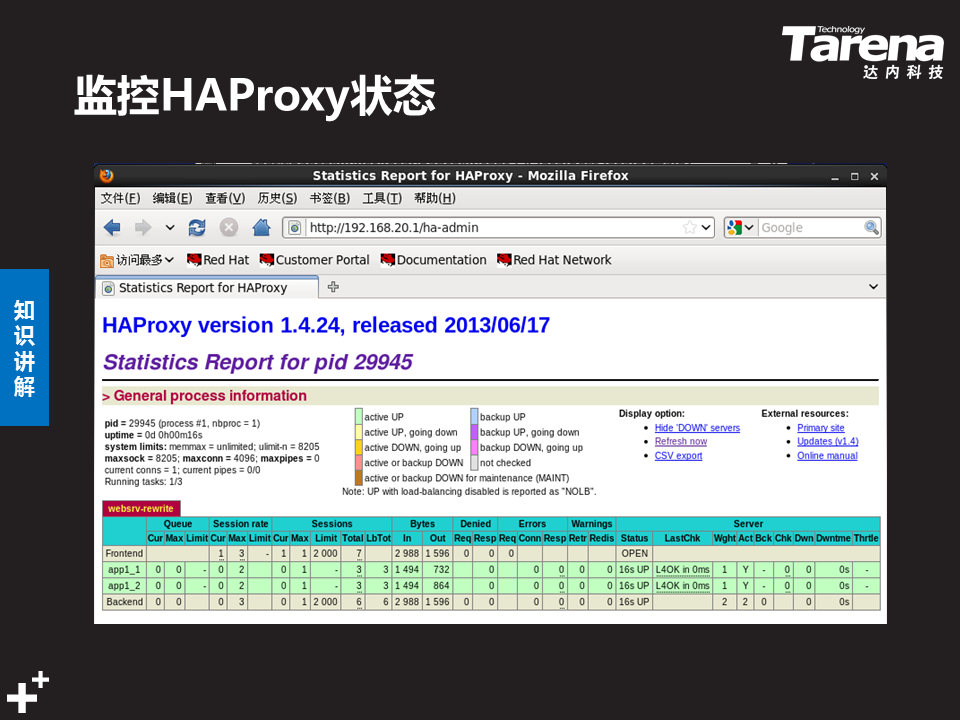 Technology
Tarena
达内科技
监控HAProxy状态
知识讲解
Statistics Report for HAProxy - Mozilla Firefox
文件(F) 编辑(E) 查看(V) 历史(S) 书签(B) 工具(T) 帮助(H)
http://192.168.20.1/ha-admin Google
访问最多 Red Hat Customer Portal Documentation Red Hat Network
Statistics Report for HAProxy
HAProxy version 1.4.24, released 2013/06/17
Statistics Report for pid 29945
> General process information
pid = 29945 (process #1, nbproc = 1)
uptime = 0d 0h00m16s
system limits: memmax = unlimited; ulimit-n = 8205
maxsock = 8205; maxconn = 4096; maxpipes = 0
current conns = 1; current pipes = 0/0
Running tasks: 1/3
active UP backup UP
active UP, going down backup UP, going down
active DOWN, going up backup DOWN, going up
active or backup DOWN not checked
active or backup DOWN for maintenance (MAINT)
Note: UP with load-balancing disabled is reported as "NOLB".
Display option:
Hide 'DOWN' servers
Refresh now
CSV export
External resources:
Primary site
Updates (v1.4)
Online manual
websrv-rewrite
Queue Session rate Sessions Bytes Denied Errors Warnings Server
Cur Max Limit Cur Max Limit Cur Max Limit Total LbTot In Out Req Resp Req Conn Resp Retr Redis Status LastChk Wght Act Bck Chk Dwn Dwntme Thrtle
Frontend 1 3 - 1 1 2 000 7 2 988 1 596 0 0 0 OPEN
app1_1 0 0 - 0 2 0 1 - 3 3 1 494 732 0 0 0 0 0 16s UP L4OK in 0ms 1 Y - 0 0 0s -
app1_2 0 0 - 0 2 0 1 - 3 3 1 494 864 0 0 0 0 0 16s UP L4OK in 0ms 1 Y - 0 0 0s -
Backend 0 0 0 3 0 1 2 000 6 6 2 988 1 596 0 0 0 0 0 0 16s UP 2 2 0 0 0s